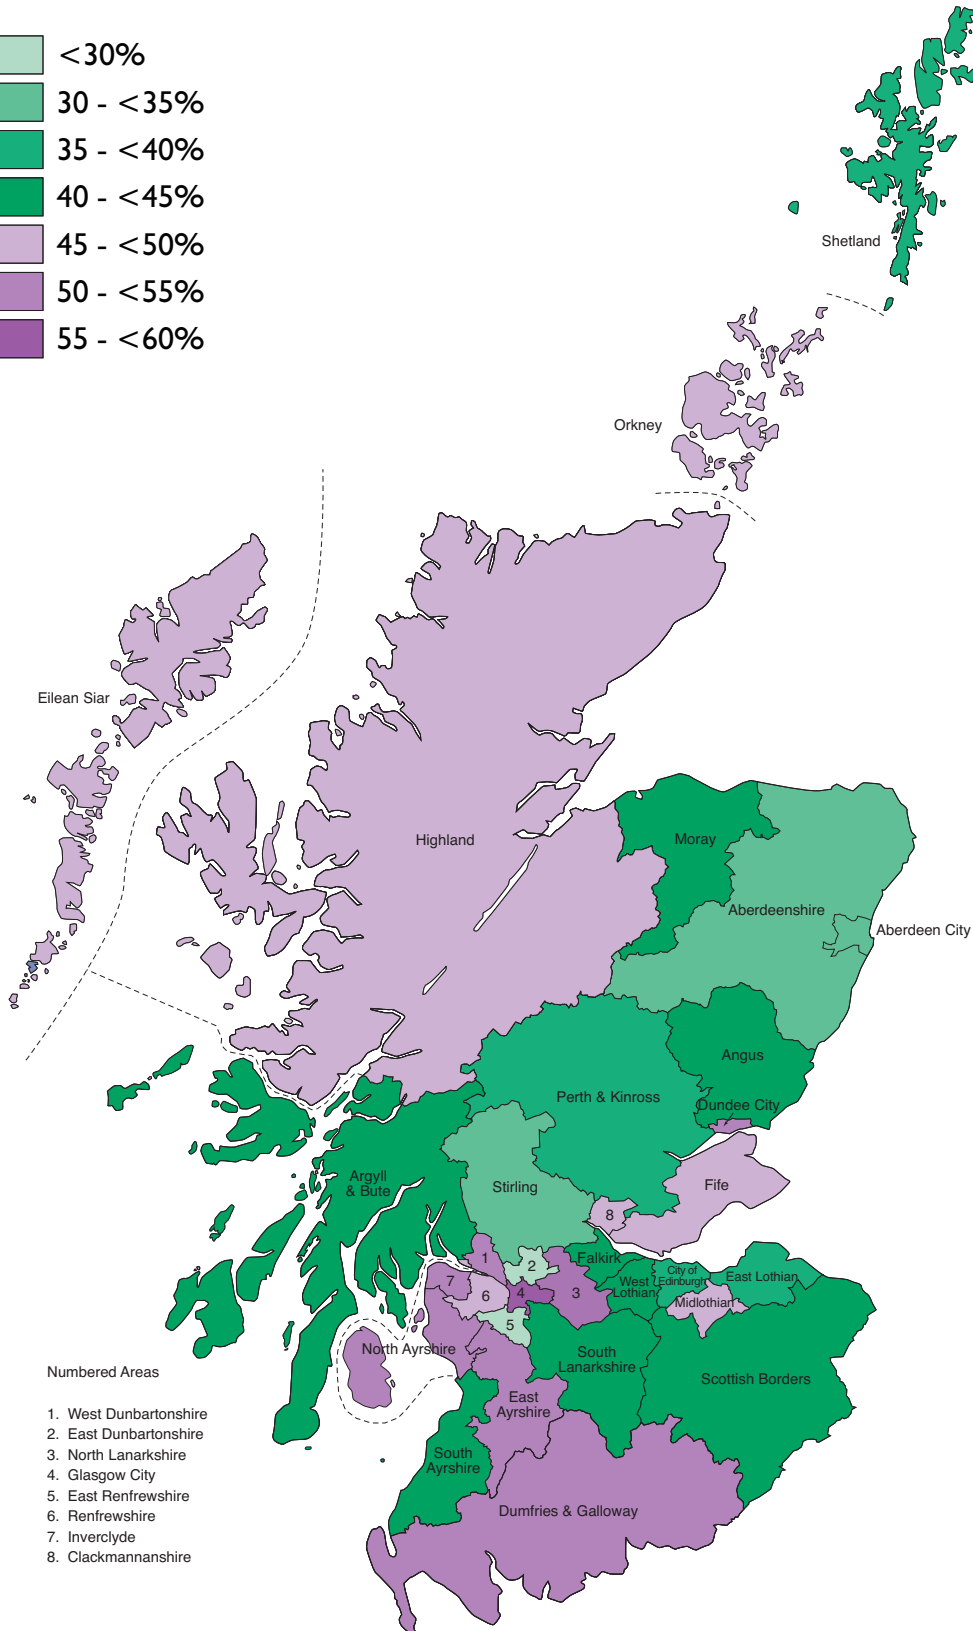 <30%
30 - <35%
35 - <40%
40 - <45%
45 - <50%
50 - <55%
55 - <60%
Shetland
Orkney
Eilean Siar
Highland
Moray
Aberdeenshire
Aberdeen City
Angus
Perth & Kinross
Dundee City
Argyll
& Bute
Stirling
Fife
8
1
2
Falkirk
7
6
4
3
West
Lothian
City of
Edinburgh
East Lothian
Midlothian
5
North Ayrshire
South
Lanarkshire
Scottish Borders
East
Ayrshire
South
Ayrshire
Dumfries & Galloway
Numbered Areas
1. West Dunbartonshire
2. East Dunbartonshire
3. North Lanarkshire
4. Glasgow City
5. East Renfrewshire
6. Renfrewshire
7. Inverclyde
8. Clackmannanshire